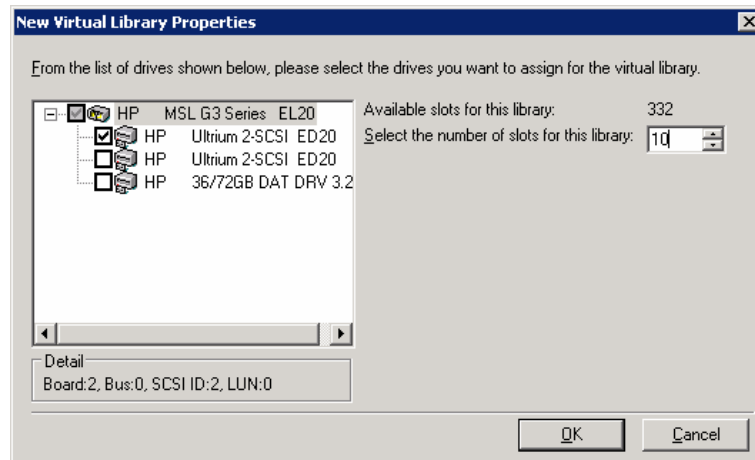 New Virtual Library Properties
From the list of drives shown below, please select the drives you want to assign for the virtual library.
HP MSL G3 Series EL20
HP Ultrium 2-SCSI ED20
HP Ultrium 2-SCSI ED20
HP 36/72GB DAT DRV 3.2
Available slots for this library: 332
Select the number of slots for this library: 10
Detail
Board:2, Bus:0, SCSI ID:2, LUN:0
OK Cancel